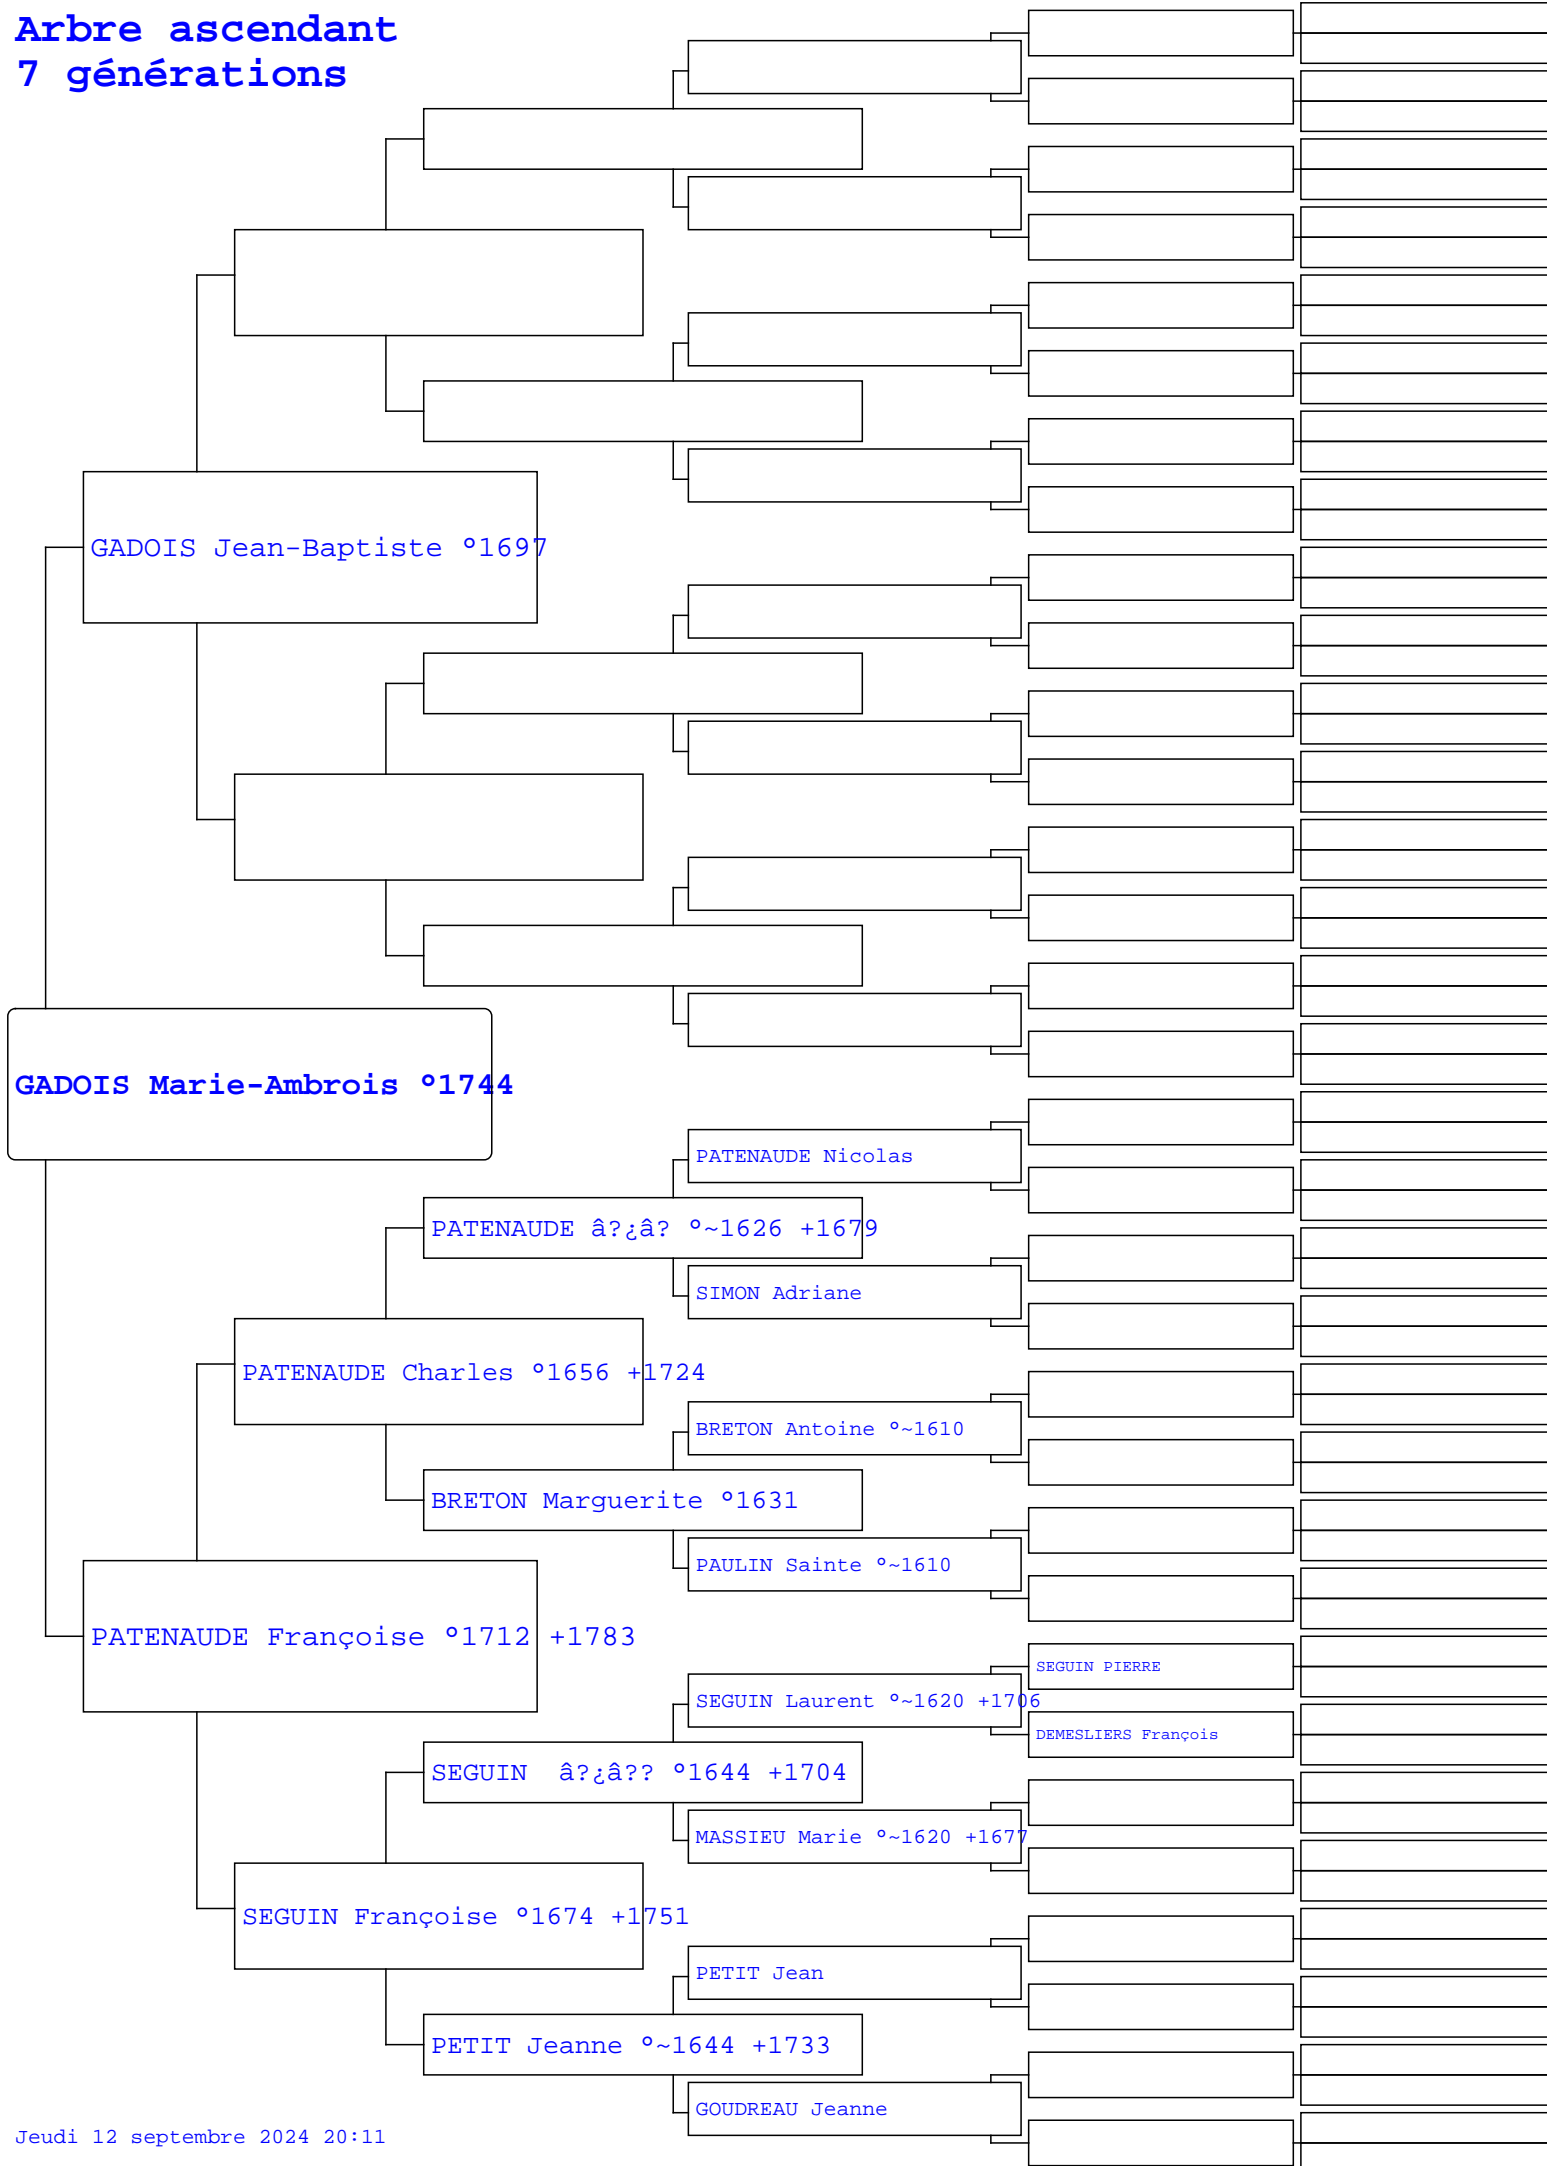 Arbre ascendant
7 générations
GADOIS Jean-Baptiste °1697
GADOIS Marie-Ambrois °1744
PATENAUDE Nicolas
PATENAUDE â?¿â? °~1626 +1679
SIMON Adriane
PATENAUDE Charles °1656 +1724
BRETON Antoine °~1610
BRETON Marguerite °1631
PAULIN Sainte °~1610
PATENAUDE Françoise °1712 +1783
SEGUIN PIERRE
SEGUIN Laurent °~1620 +1706
DEMESLIERS François
SEGUIN  â?¿â?? °1644 +1704
MASSIEU Marie °~1620 +1677
SEGUIN Françoise °1674 +1751
PETIT Jean
PETIT Jeanne °~1644 +1733
GOUDREAU Jeanne
Jeudi 12 septembre 2024 20:11